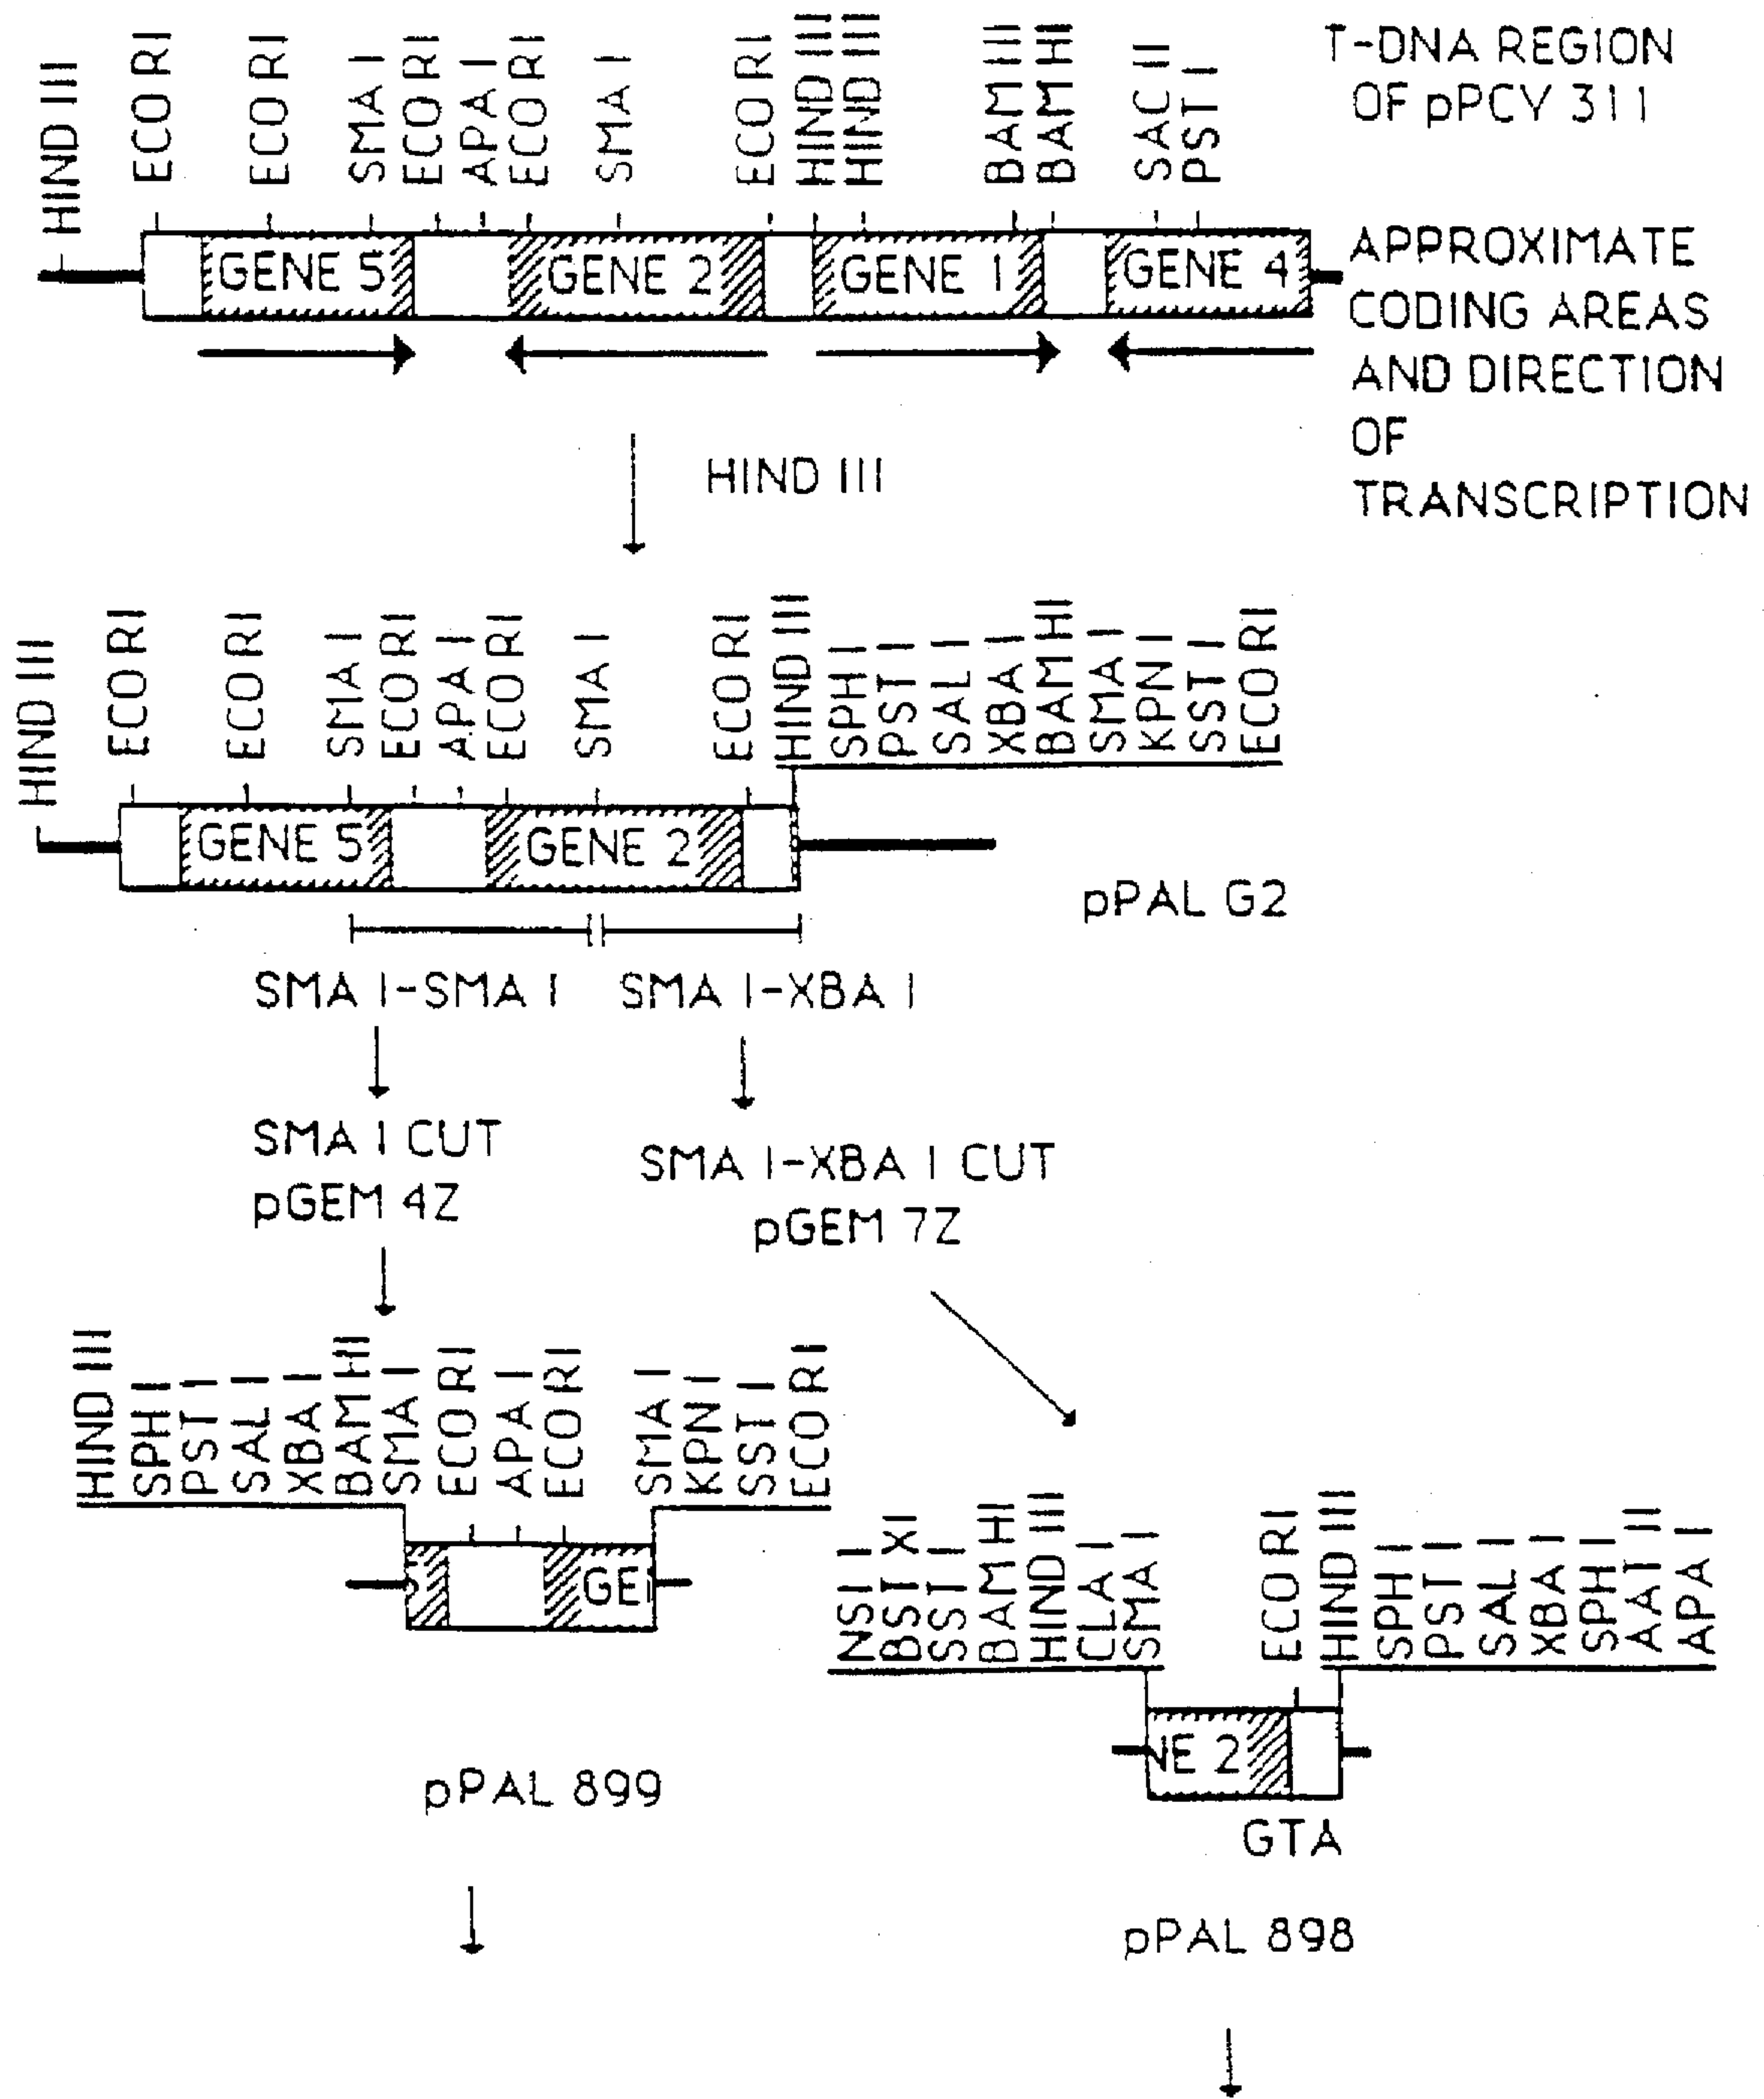 HIND III
ECO RI
ECO RI
SMA I
ECO RI
APA I
ECO RI
SMA I
ECO RI
HIND III
HIND III
BAM III
BAM HI
SAC II
PST I
T-DNA REGION
OF pPCY 311
GENE 5
GENE 2
GENE 1
GENE 4
APPROXIMATE
CODING AREAS
AND DIRECTION
OF
TRANSCRIPTION
HIND III
HIND III
ECO RI
ECO RI
SMA I
ECO RI
APA I
ECO RI
SMA I
ECO RI
HIND III
SPH I
PST I
SAL I
XBA I
BAM HI
SMA I
KPN I
SST I
ECO RI
GENE 5
GENE 2
pPAL G2
SMA I-SMA I
SMA I-XBA I
SMA I CUT
pGEM 4Z
SMA I-XBA I CUT
pGEM 7Z
HIND III
SPH I
PST I
SAL I
XBA I
BAM HI
SMA I
ECO RI
APA I
ECO RI
SMA I
KPN I
SST I
ECO RI
5
GEN
pPAL 899
NSI I
BST XI
SST I
BAM HI
HIND III
CLA I
SMA I
ECO RI
HIND III
SPH I
PST I
SAL I
XBA I
SPH I
AAT II
APA I
NE 2
GTA
pPAL 898